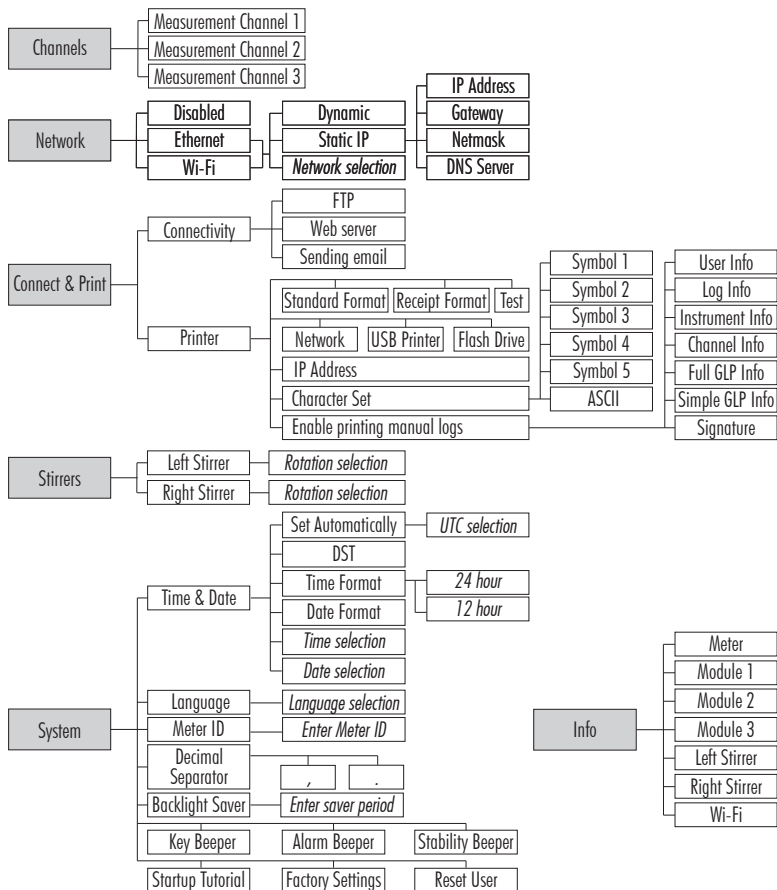 Channels
Measurement Channel 1
Measurement Channel 2
Measurement Channel 3
Network
Disabled
Ethernet
Wi-Fi
Dynamic
Static IP
Network selection
IP Address
Gateway
Netmask
DNS Server
Connect & Print
Connectivity
FTP
Web server
Sending email
Printer
Standard Format
Receipt Format
Test
Network
USB Printer
Flash Drive
IP Address
Character Set
Enable printing manual logs
Symbol 1
Symbol 2
Symbol 3
Symbol 4
Symbol 5
ASCII
User Info
Log Info
Instrument Info
Channel Info
Full GLP Info
Simple GLP Info
Signature
Stirrers
Left Stirrer
Rotation selection
Right Stirrer
Rotation selection
System
Time & Date
Set Automatically
UTC selection
DST
Time Format
24 hour
12 hour
Date Format
Time selection
Date selection
Language
Language selection
Meter ID
Enter Meter ID
Decimal
Separator
,
.
Backlight Saver
Enter saver period
Key Beeper
Alarm Beeper
Stability Beeper
Startup Tutorial
Factory Settings
Reset User
Info
Meter
Module 1
Module 2
Module 3
Left Stirrer
Right Stirrer
Wi-Fi